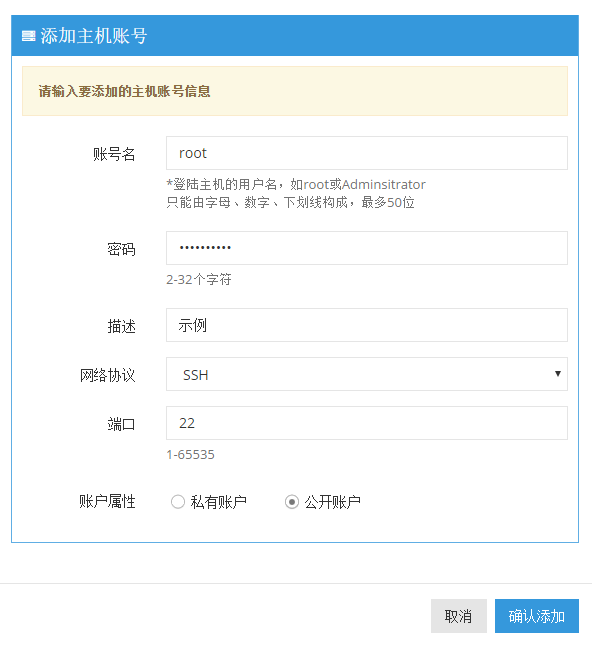 添加主机账号
请输入要添加的主机账号信息
账号名 root
*登陆主机的用户名，如root或Adminsitrator
只能由字母、数字、下划线构成，最多50位
密码 ••••••••••
2-32个字符
描述 示例
网络协议 SSH
端口 22
1-65535
账户属性 私有账户 公开账户
取消 确认添加